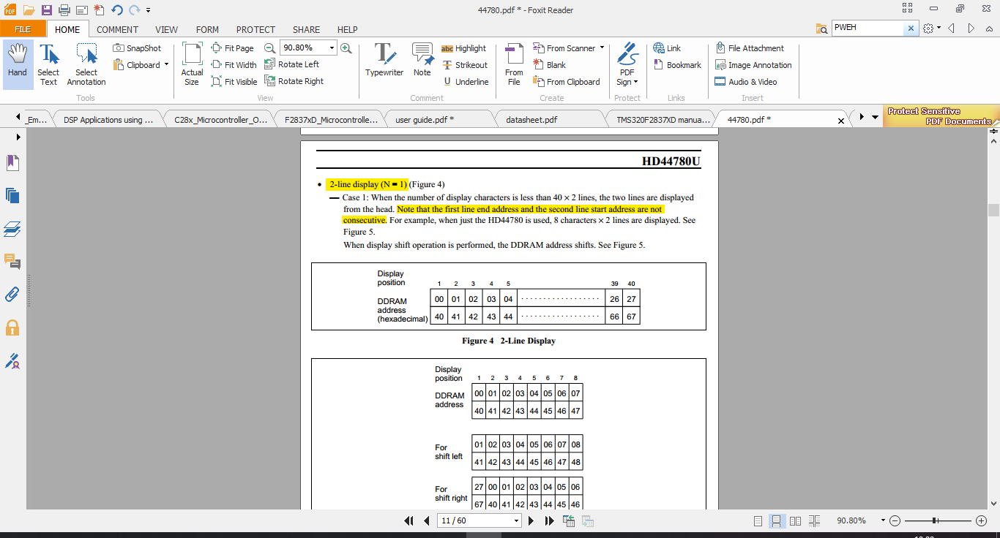 44780.pdf * - Foxit Reader
FILE HOME COMMENT VIEW FORM PROTECT SHARE HELP
PWEH
Hand
Select Text
Select Annotation
SnapShot
Clipboard
Tools
Actual Size
Fit Page
Fit Width
Fit Visible
90.80%
Rotate Left
Rotate Right
View
Typewriter
Note
Highlight
Strikeout
Underline
Comment
From File
From Scanner
Blank
From Clipboard
Create
PDF Sign
Protect
Link
Bookmark
Links
File Attachment
Image Annotation
Audio & Video
Insert
_Em... DSP Applications using ... C28x_Microcontroller_O... F2837xD_Microcontrolle... user guide.pdf * datasheet.pdf TMS320F2837XD manua... 44780.pdf *
Protect Sensitive
PDF Documents
HD44780U
• 2-line display (N = 1) (Figure 4)
— Case 1: When the number of display characters is less than 40 × 2 lines, the two lines are displayed
from the head. Note that the first line end address and the second line start address are not
consecutive. For example, when just the HD44780 is used, 8 characters × 2 lines are displayed. See
Figure 5.
When display shift operation is performed, the DDRAM address shifts. See Figure 5.
Display
position 1 2 3 4 5 39 40
DDRAM
address
(hexadecimal)
00 01 02 03 04 .................. 26 27
40 41 42 43 44 .................. 66 67
Figure 4 2-Line Display
Display
position 1 2 3 4 5 6 7 8
DDRAM
address
00 01 02 03 04 05 06 07
40 41 42 43 44 45 46 47
For
shift left
01 02 03 04 05 06 07 08
41 42 43 44 45 46 47 48
For
shift right
27 00 01 02 03 04 05 06
67 40 41 42 43 44 45 46
11 / 60
90.80%